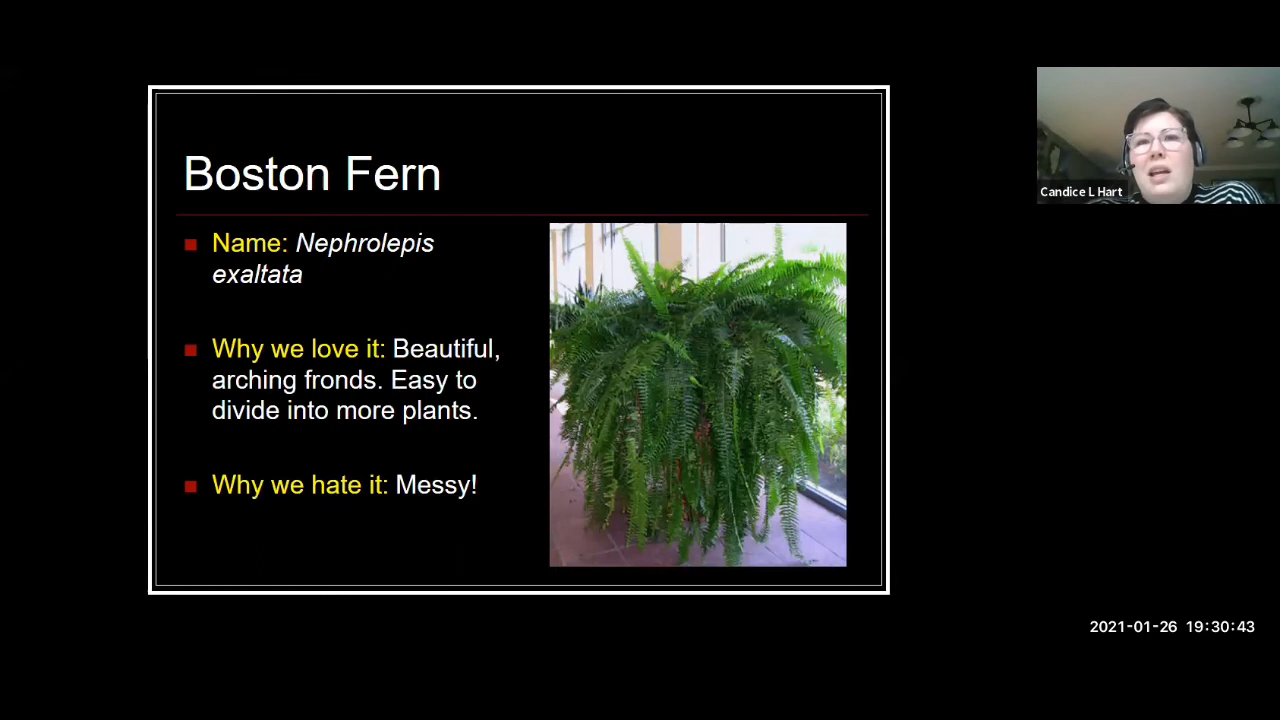 Boston Fern
Name: Nephrolepis
exaltata
Why we love it: Beautiful,
arching fronds. Easy to
divide into more plants.
Why we hate it: Messy!
Candice L Hart
2021-01-26 19:30:43